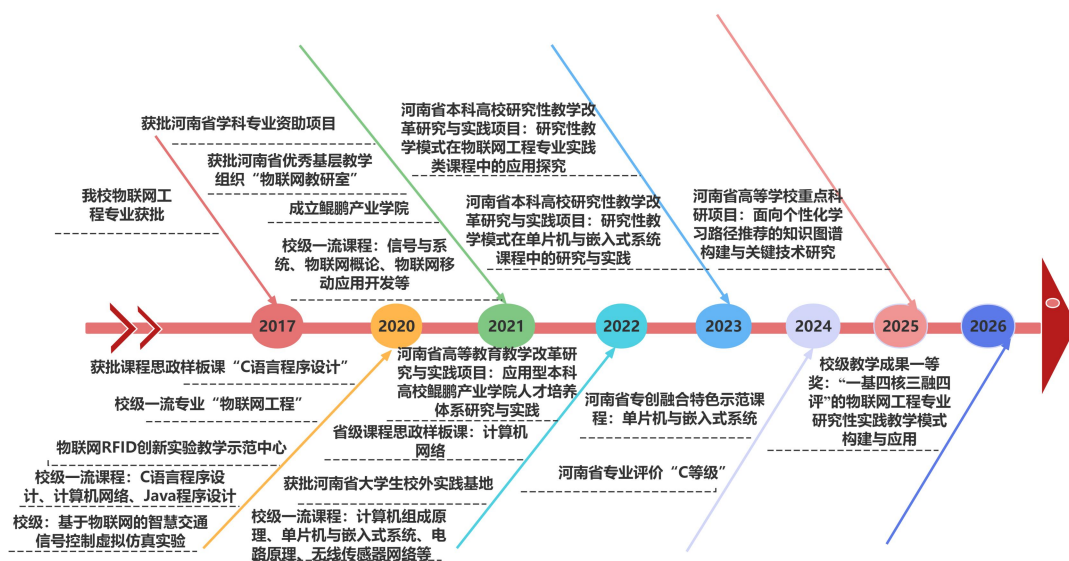 我校物联网工
程专业获批
获批河南省学科专业资助项目
获批河南省优秀基层教学
组织“物联网教研室”
成立鲲鹏产业学院
校级一流课程：信号与系
统、物联网概论、物联网移
动应用开发等
河南省本科高校研究性教学改
革研究与实践项目：研究性教
学模式在物联网工程专业实践
类课程中的应用探究
河南省本科高校研究性教学改
革研究与实践项目：研究性教
学模式在单片机与嵌入式系统
课程中的研究与实践
河南省高等学校重点科
研项目：面向个性化学
习路径推荐的知识图谱
构建与关键技术研究
2017
2020
2021
2022
2023
2024
2025
2026
获批课程思政样板课“C语言程序设计”
校级一流专业“物联网工程”
物联网RFID创新实验教学示范中心
校级一流课程：C语言程序设
计、计算机网络、Java程序设计
校级：基于物联网的智慧交通
信号控制虚拟仿真实验
河南省高等教育教学改革研
究与实践项目：应用型本科
高校鲲鹏产业学院人才培养
体系研究与实践
省级课程思政样板课：计算机
网络
获批河南省大学生校外实践基地
校级一流课程：计算机组成原
理、单片机与嵌入式系统、电
路原理、无线传感器网络等
河南省专创融合特色示范课
程：单片机与嵌入式系统
河南省专业评价“C等级”
校级教学成果一等
奖：“一基四核三融四
评”的物联网工程专业
研究性实践教学模式
构建与应用